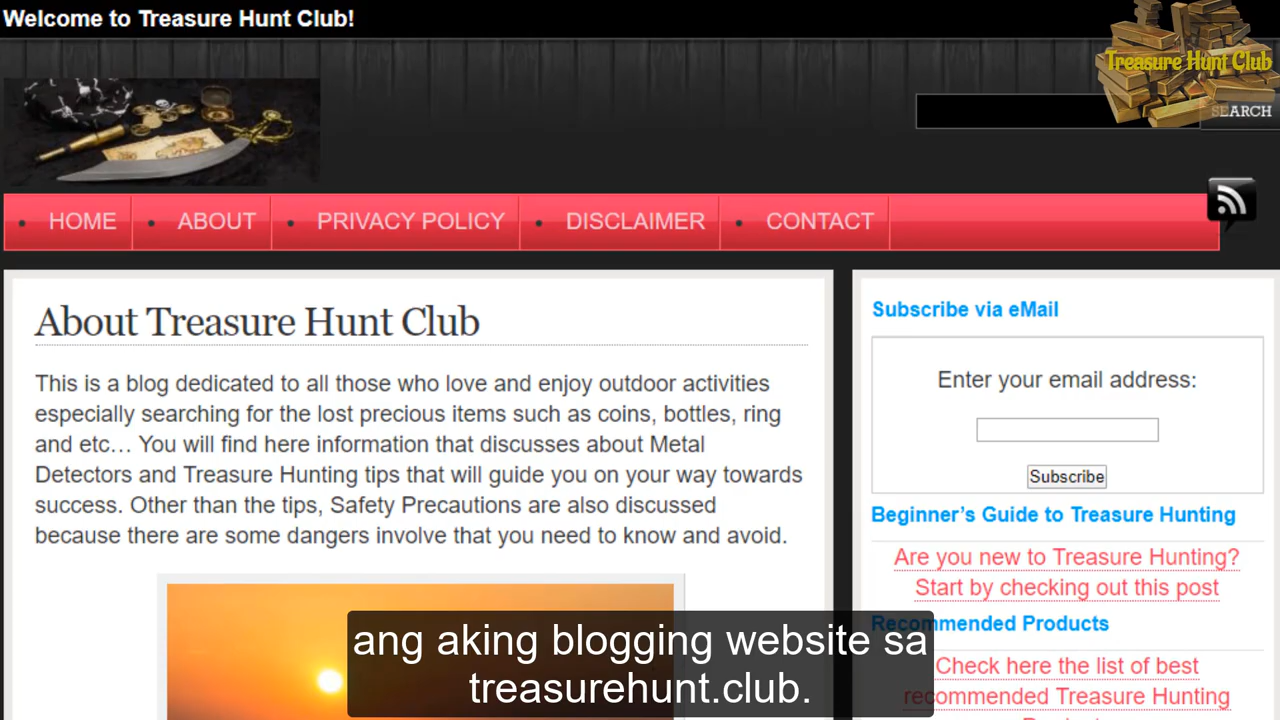 Welcome to Treasure Hunt Club!
Treasure Hunt Club
SEARCH
HOME
ABOUT
PRIVACY POLICY
DISCLAIMER
CONTACT
About Treasure Hunt Club
This is a blog dedicated to all those who love and enjoy outdoor activities
especially searching for the lost precious items such as coins, bottles, ring
and etc… You will find here information that discusses about Metal
Detectors and Treasure Hunting tips that will guide you on your way towards
success. Other than the tips, Safety Precautions are also discussed
because there are some dangers involve that you need to know and avoid.
Subscribe via eMail
Enter your email address:
Subscribe
Beginner’s Guide to Treasure Hunting
Are you new to Treasure Hunting?
Start by checking out this post
Recommended Products
Check here the list of best
recommended Treasure Hunting
ang aking blogging website sa
treasurehunt.club.